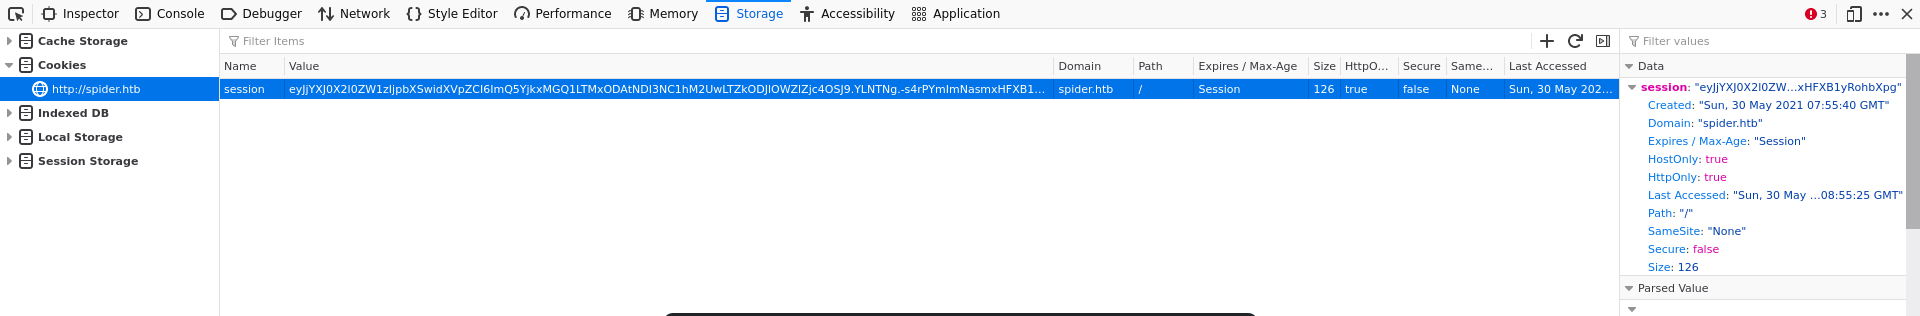 Inspector Console Debugger Network Style Editor Performance Memory Storage Accessibility Application 3
Cache Storage
Cookies
http://spider.htb
Indexed DB
Local Storage
Session Storage
Filter Items
Name Value Domain Path Expires / Max-Age Size HttpO... Secure Same... Last Accessed
session eyJjYXJ0X2l0ZW1zIjpbXSwidXVpZCI6ImQ5YjkxMGQ1LTMxODAtNDI3NC1hM2UwLTZkODJlOWZlZjc4OSJ9.YLNTNg.-s4rPYmImNasmxHFXB1... spider.htb / Session 126 true false None Sun, 30 May 202...
Filter values
Data
session: "eyJjYXJ0X2l0ZW...xHFXB1yRohbXpg"
Created: "Sun, 30 May 2021 07:55:40 GMT"
Domain: "spider.htb"
Expires / Max-Age: "Session"
HostOnly: true
HttpOnly: true
Last Accessed: "Sun, 30 May ...08:55:25 GMT"
Path: "/"
SameSite: "None"
Secure: false
Size: 126
Parsed Value